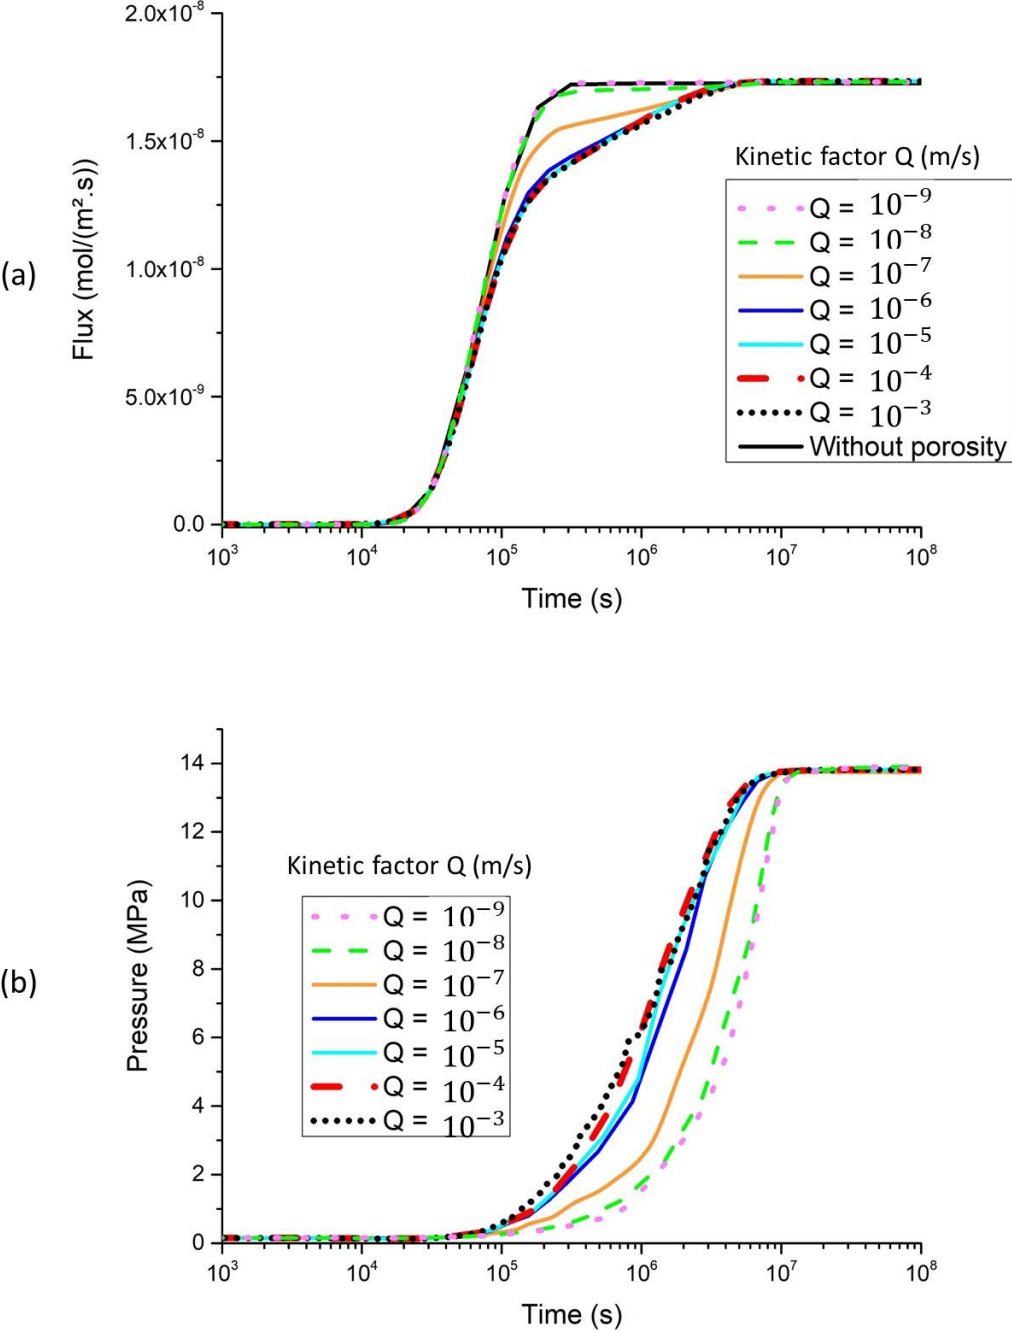 (a)
Flux (mol/(m².s))
2.0x10⁻⁸
1.5x10⁻⁸
1.0x10⁻⁸
5.0x10⁻⁹
0.0
10³ 10⁴ 10⁵ 10⁶ 10⁷ 10⁸
Time (s)
Kinetic factor Q (m/s)
Q = 10⁻⁹
Q = 10⁻⁸
Q = 10⁻⁷
Q = 10⁻⁶
Q = 10⁻⁵
Q = 10⁻⁴
Q = 10⁻³
Without porosity
(b)
Pressure (MPa)
14
12
10
8
6
4
2
0
10³ 10⁴ 10⁵ 10⁶ 10⁷ 10⁸
Time (s)
Kinetic factor Q (m/s)
Q = 10⁻⁹
Q = 10⁻⁸
Q = 10⁻⁷
Q = 10⁻⁶
Q = 10⁻⁵
Q = 10⁻⁴
Q = 10⁻³